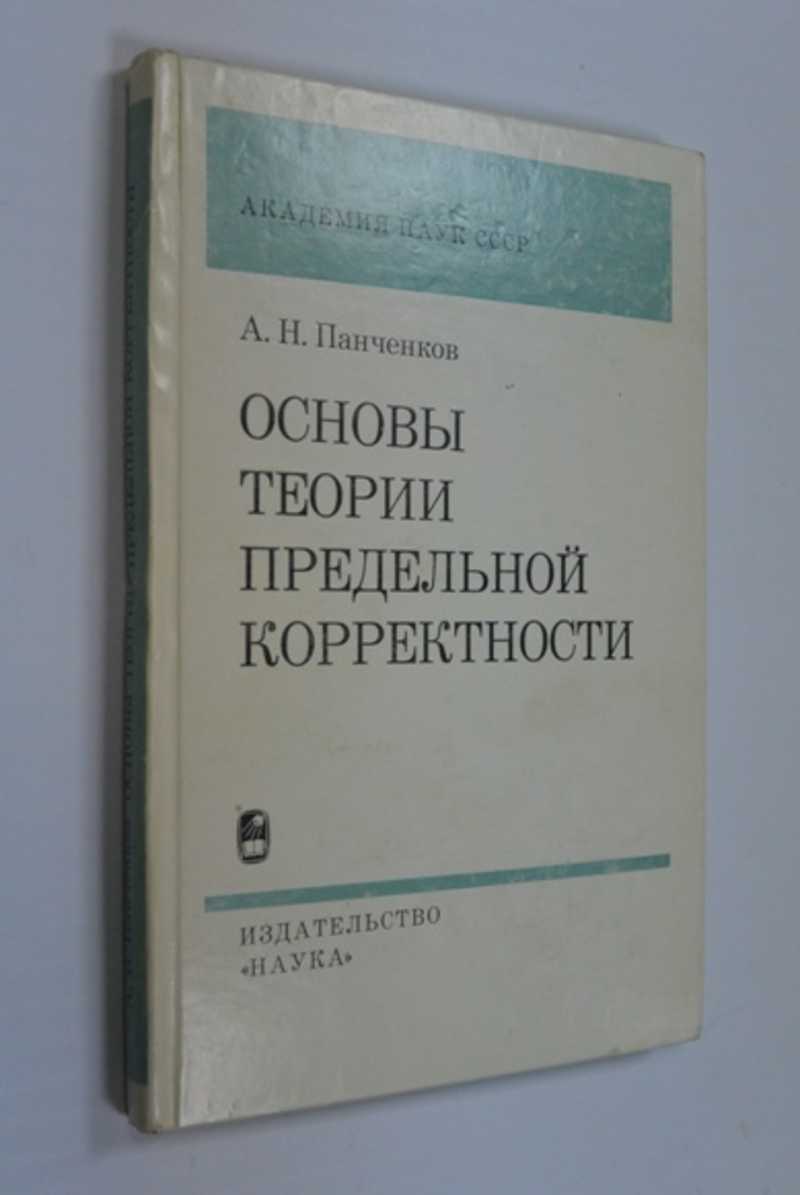 АКАДЕМИЯ НАУК СССР
А. Н. Панченков
ОСНОВЫ
ТЕОРИИ
ПРЕДЕЛЬНОЙ
КОРРЕКТНОСТИ
ИЗДАТЕЛЬСТВО
«НАУКА»